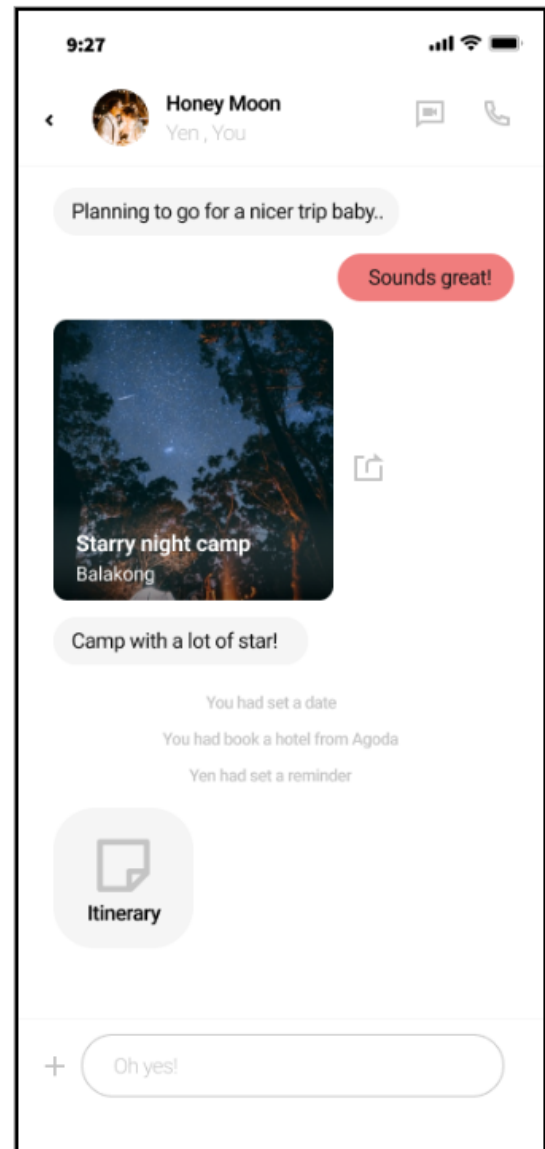 9:27
Honey Moon
Yen , You
Planning to go for a nicer trip baby..
Sounds great!
Starry night camp
Balakong
Camp with a lot of star!
You had set a date
You had book a hotel from Agoda
Yen had set a reminder
Itinerary
Oh yes!